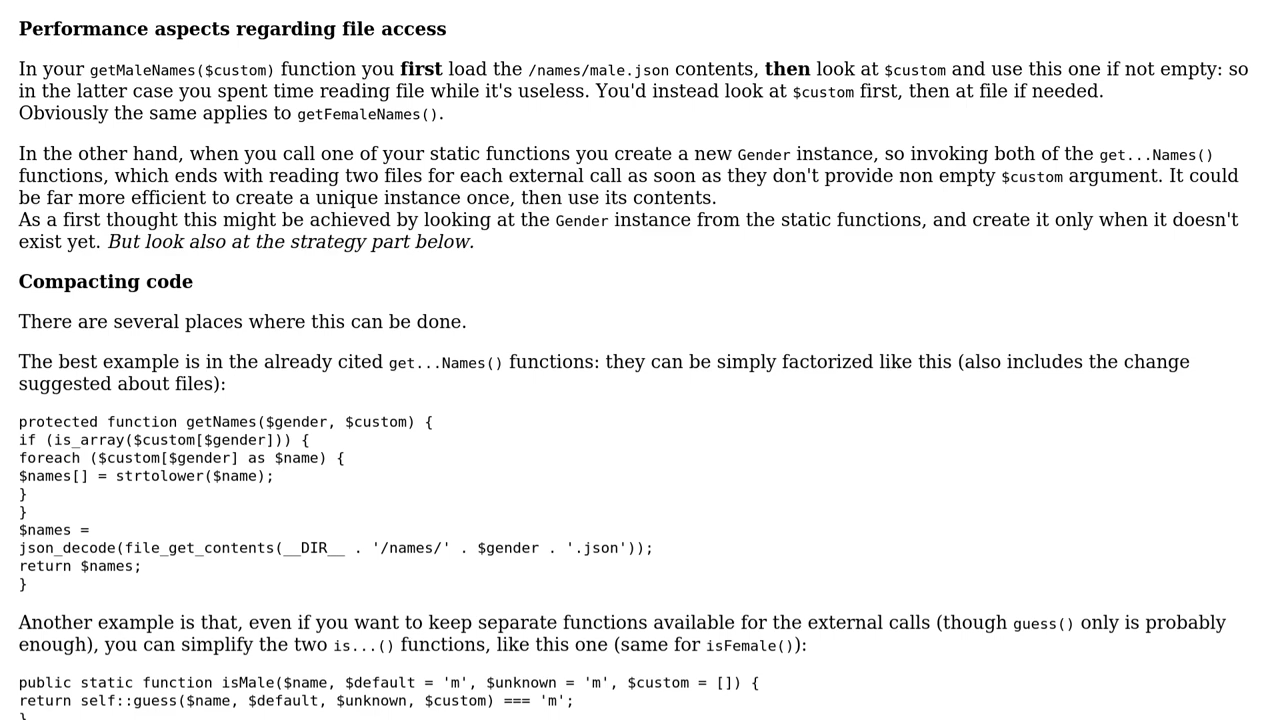 Performance aspects regarding file access
In your getMaleNames($custom) function you first load the /names/male.json contents, then look at $custom and use this one if not empty: so
in the latter case you spent time reading file while it's useless. You'd instead look at $custom first, then at file if needed.
Obviously the same applies to getFemaleNames().
In the other hand, when you call one of your static functions you create a new Gender instance, so invoking both of the get...Names()
functions, which ends with reading two files for each external call as soon as they don't provide non empty $custom argument. It could
be far more efficient to create a unique instance once, then use its contents.
As a first thought this might be achieved by looking at the Gender instance from the static functions, and create it only when it doesn't
exist yet. But look also at the strategy part below.
Compacting code
There are several places where this can be done.
The best example is in the already cited get...Names() functions: they can be simply factorized like this (also includes the change
suggested about files):
protected function getNames($gender, $custom) {
if (is_array($custom[$gender])) {
foreach ($custom[$gender] as $name) {
$names[] = strtolower($name);
}
}
$names =
json_decode(file_get_contents(__DIR__ . '/names/' . $gender . '.json'));
return $names;
}
Another example is that, even if you want to keep separate functions available for the external calls (though guess() only is probably
enough), you can simplify the two is...() functions, like this one (same for isFemale()):
public static function isMale($name, $default = 'm', $unknown = 'm', $custom = []) {
return self::guess($name, $default, $unknown, $custom) === 'm';
}